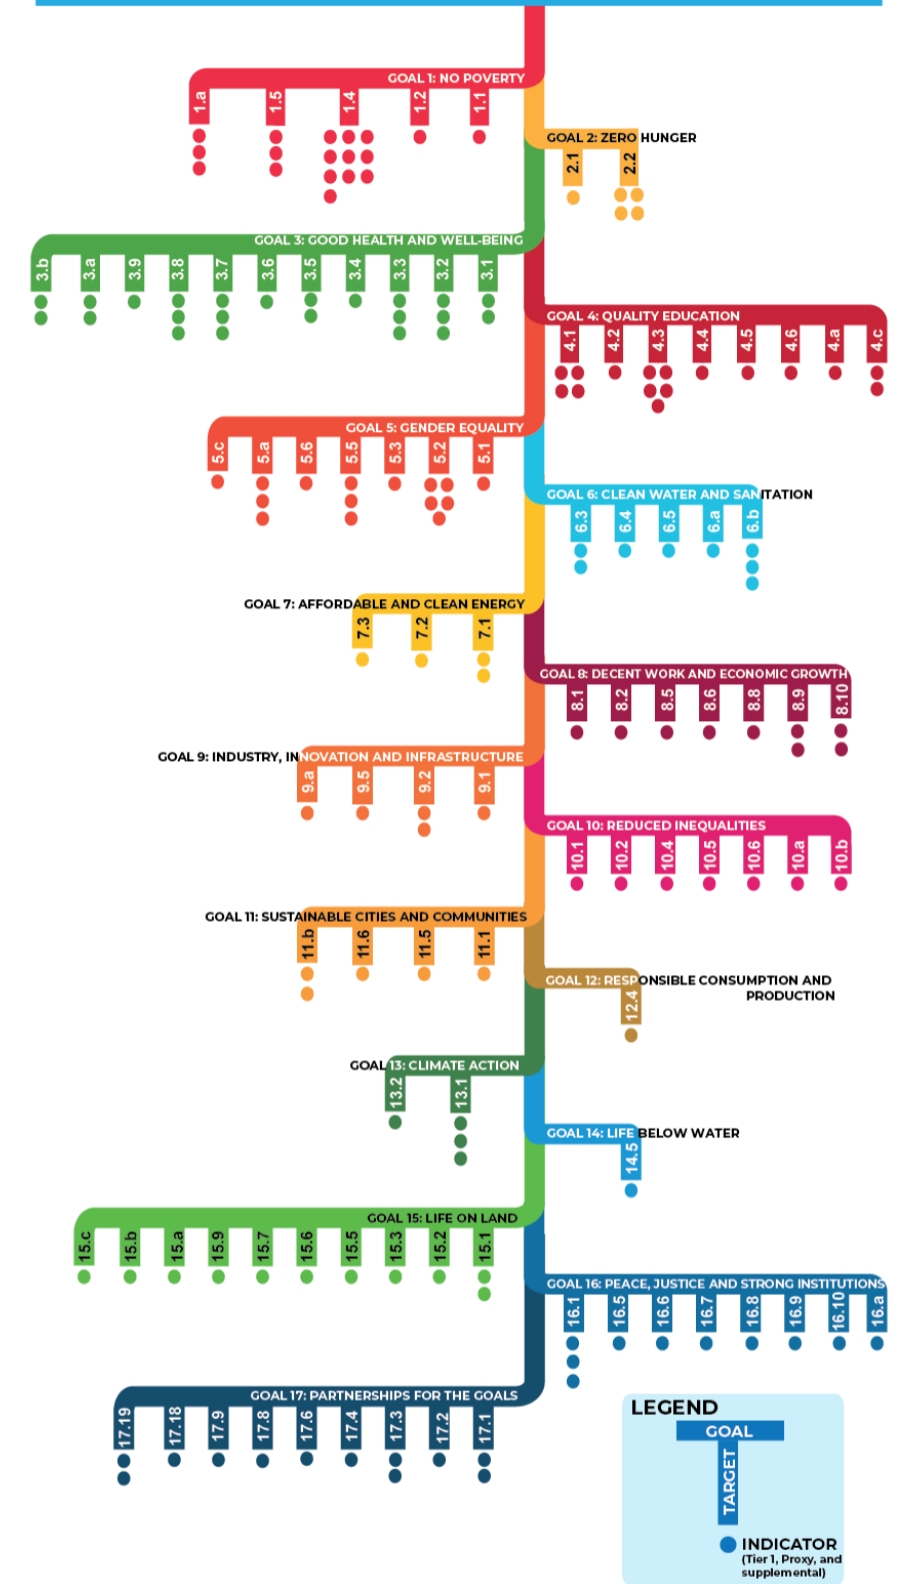 GOAL 1: NO POVERTY
1.a 1.5 1.4 1.2 1.1
GOAL 2: ZERO HUNGER
2.1 2.2
GOAL 3: GOOD HEALTH AND WELL-BEING
3.b 3.a 3.9 3.8 3.7 3.6 3.5 3.4 3.3 3.2 3.1
GOAL 4: QUALITY EDUCATION
4.1 4.2 4.3 4.4 4.5 4.6 4.a 4.c
GOAL 5: GENDER EQUALITY
5.c 5.a 5.6 5.5 5.3 5.2 5.1
GOAL 6: CLEAN WATER AND SANITATION
6.3 6.4 6.5 6.a 6.b
GOAL 7: AFFORDABLE AND CLEAN ENERGY
7.3 7.2 7.1
GOAL 8: DECENT WORK AND ECONOMIC GROWTH
8.1 8.2 8.5 8.6 8.8 8.9 8.10
GOAL 9: INDUSTRY, INNOVATION AND INFRASTRUCTURE
9.a 9.5 9.2 9.1
GOAL 10: REDUCED INEQUALITIES
10.1 10.2 10.4 10.5 10.6 10.a 10.b
GOAL 11: SUSTAINABLE CITIES AND COMMUNITIES
11.b 11.6 11.5 11.1
GOAL 12: RESPONSIBLE CONSUMPTION AND
PRODUCTION
12.4
GOAL 13: CLIMATE ACTION
13.2 13.1
GOAL 14: LIFE BELOW WATER
14.5
GOAL 15: LIFE ON LAND
15.c 15.b 15.a 15.9 15.7 15.6 15.5 15.3 15.2 15.1
GOAL 16: PEACE, JUSTICE AND STRONG INSTITUTIONS
16.1 16.5 16.6 16.7 16.8 16.9 16.10 16.a
GOAL 17: PARTNERSHIPS FOR THE GOALS
17.19 17.18 17.9 17.8 17.6 17.4 17.3 17.2 17.1
LEGEND
GOAL
TARGET
INDICATOR
(Tier 1, Proxy, and
supplemental)